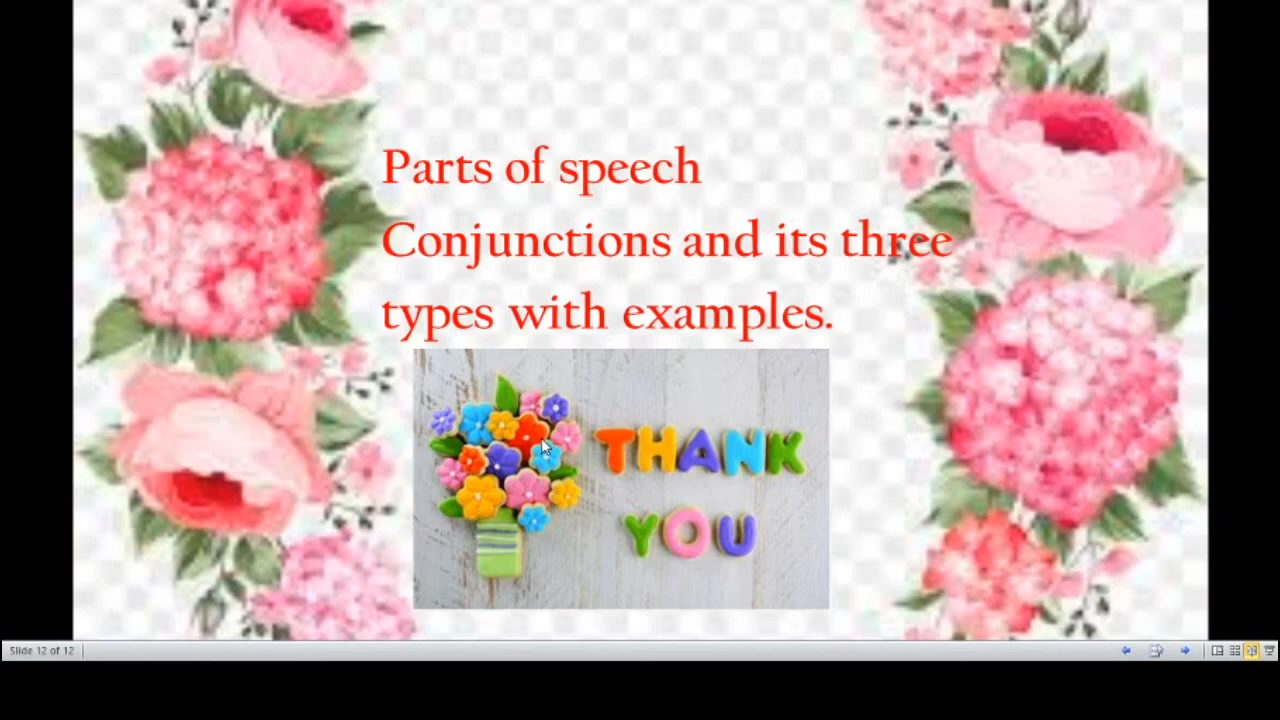 Parts of speech
Conjunctions and its three
types with examples.
THANK
YOU
Slide 12 of 12